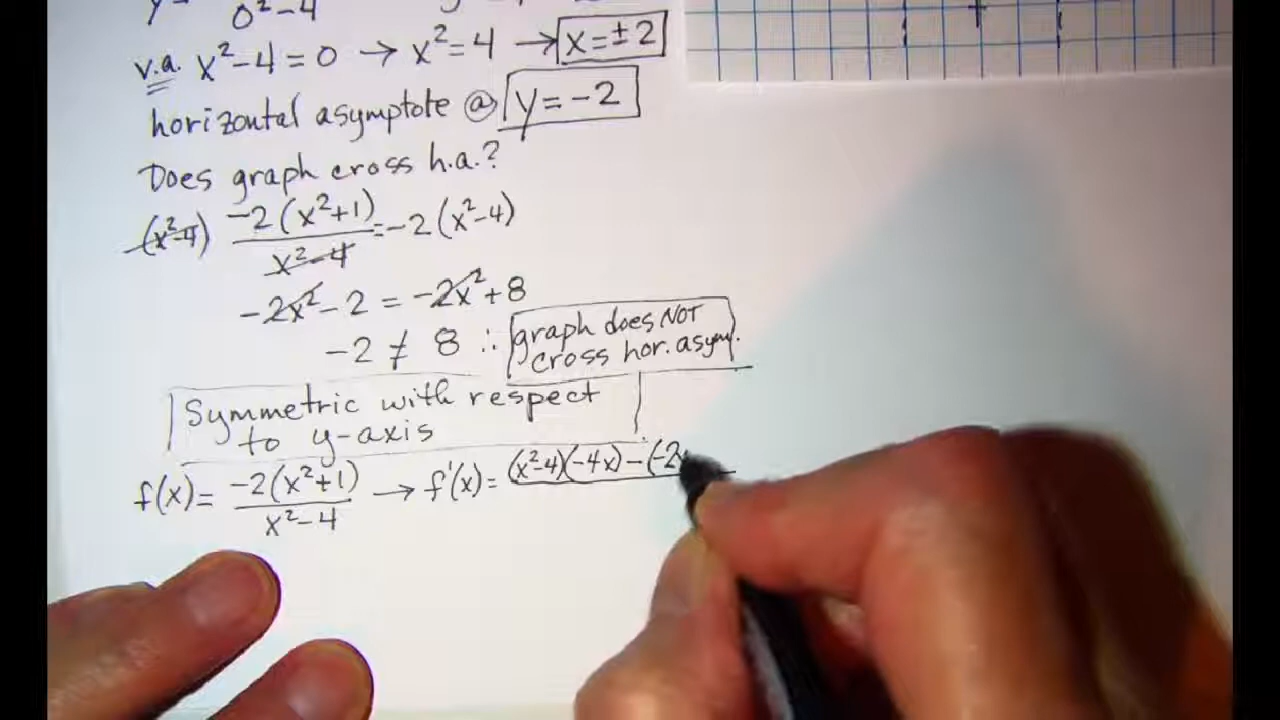 y = 0²-4
v.a. x²-4=0 → x²=4 → x=±2
horizontal asymptote @ y=-2
Does graph cross h.a.?
(x²-4) -2(x²+1)/x²-4 = -2(x²-4)
-2x²-2 = -2x²+8
-2 ≠ 8 ∴ graph does NOT
cross hor. asym.
Symmetric with respect
to y-axis
f(x)= -2(x²+1)/x²-4 → f'(x)= (x²-4)(-4x)-(-2